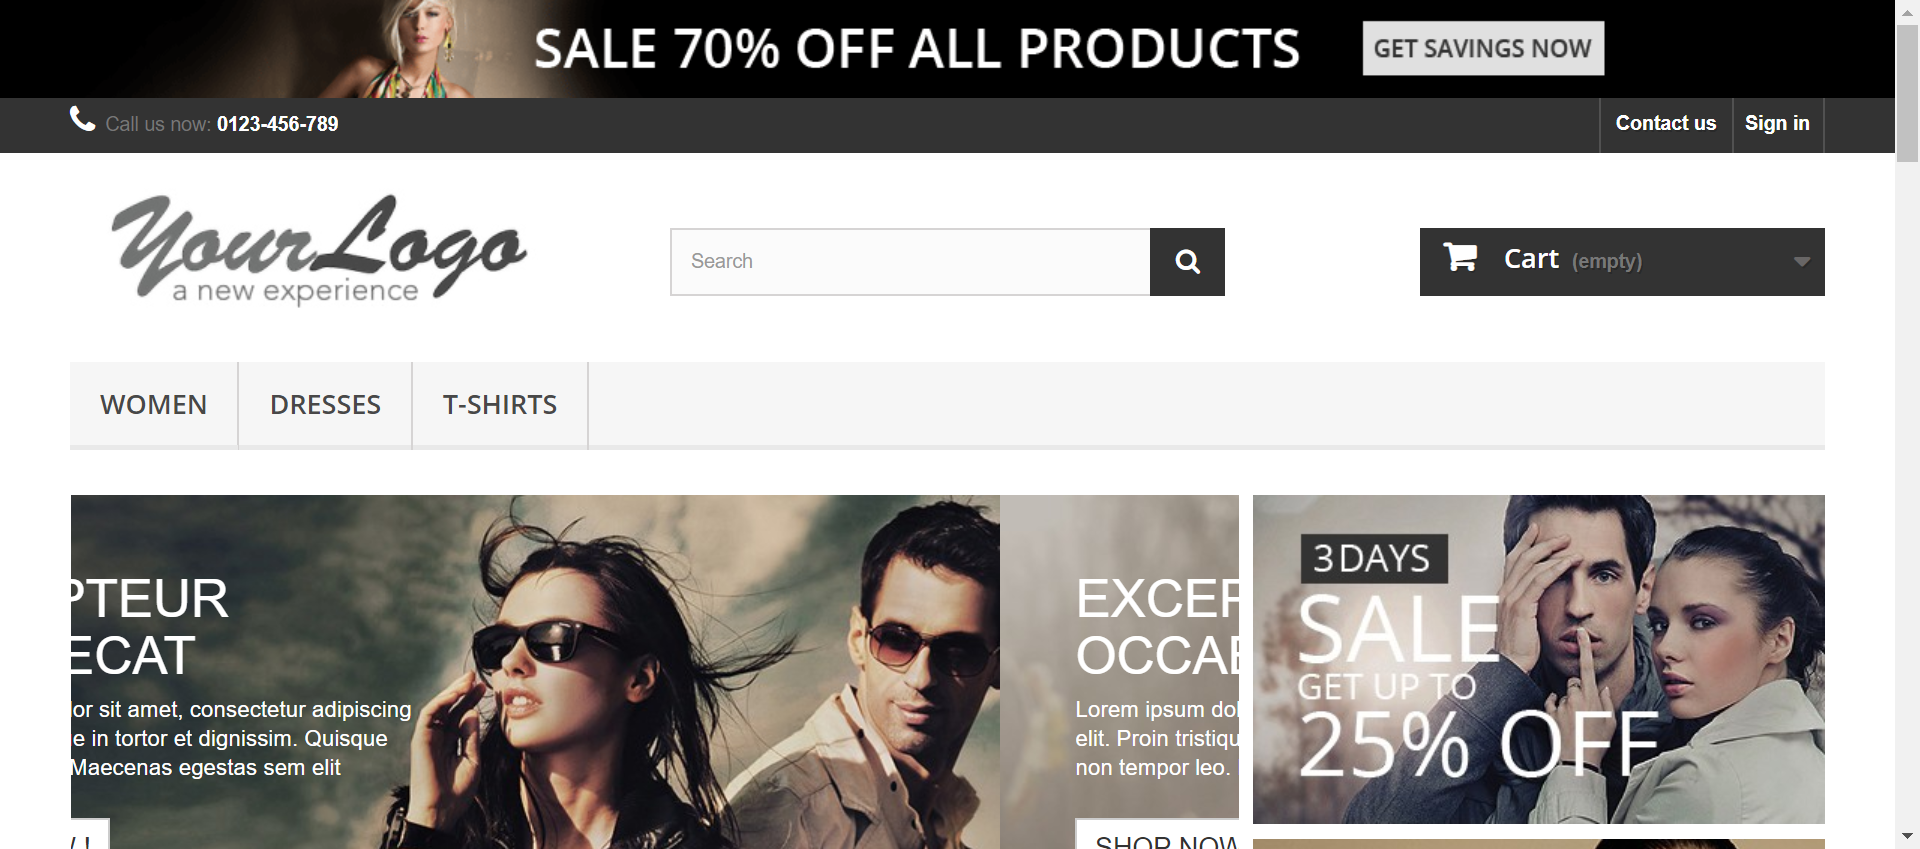 SALE 70% OFF ALL PRODUCTS
GET SAVINGS NOW
Call us now: 0123-456-789
Contact us
Sign in
YourLogo
a new experience
Search
Cart (empty)
WOMEN
DRESSES
T-SHIRTS
PTEUR
ECAT
or sit amet, consectetur adipiscing
e in tortor et dignissim. Quisque
Maecenas egestas sem elit
EXCEP
OCCAE
Lorem ipsum dol
elit. Proin tristiqu
non tempor leo.
SHOP NOW
3 DAYS
SALE
GET UP TO
25% OFF